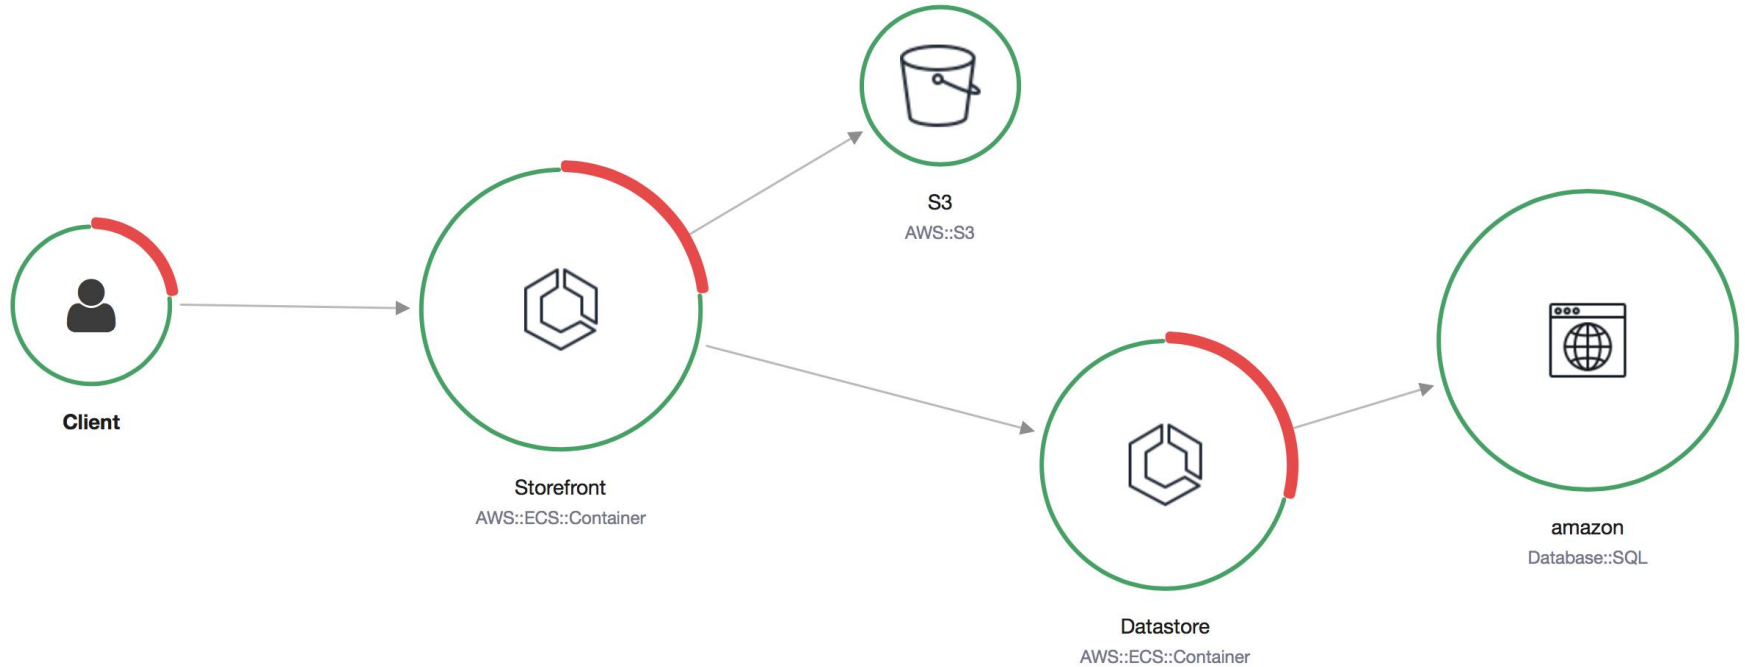 Client
Storefront
AWS::ECS::Container
S3
AWS::S3
Datastore
AWS::ECS::Container
amazon
Database::SQL